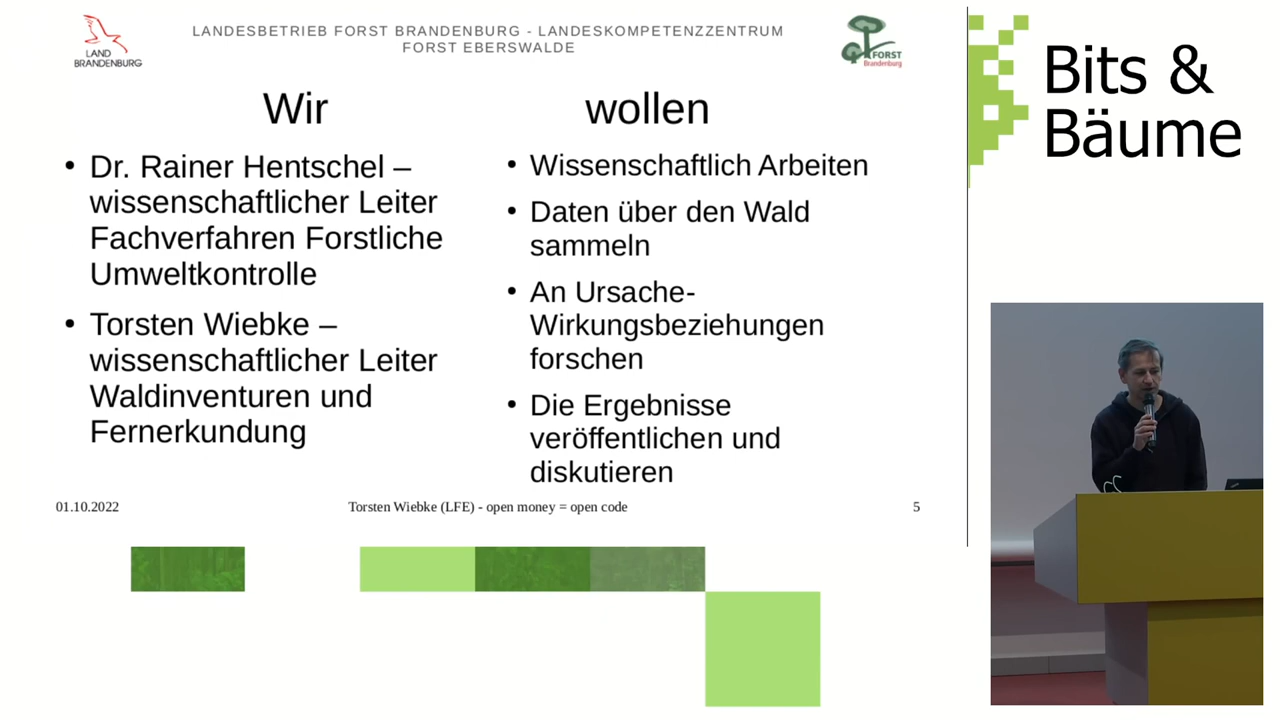 LAND
BRANDENBURG
LANDESBETRIEB FORST BRANDENBURG - LANDESKOMPETENZZENTRUM
FORST EBERSWALDE
FORST
Brandenburg
Bits &
Bäume
Wir
• Dr. Rainer Hentschel –
wissenschaftlicher Leiter
Fachverfahren Forstliche
Umweltkontrolle
• Torsten Wiebke –
wissenschaftlicher Leiter
Waldinventuren und
Fernerkundung
wollen
• Wissenschaftlich Arbeiten
• Daten über den Wald
sammeln
• An Ursache-
Wirkungsbeziehungen
forschen
• Die Ergebnisse
veröffentlichen und
diskutieren
01.10.2022
Torsten Wiebke (LFE) - open money = open code
5